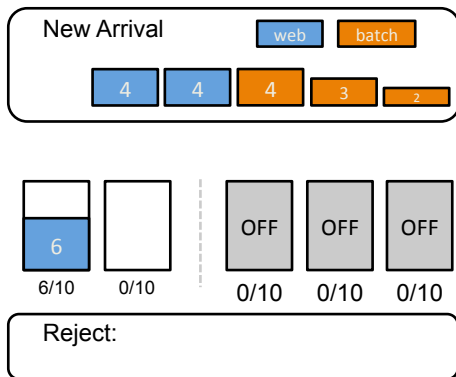 New Arrival
web batch
4 4 4 3 2
6 OFF OFF OFF
6/10 0/10 0/10 0/10 0/10
Reject: